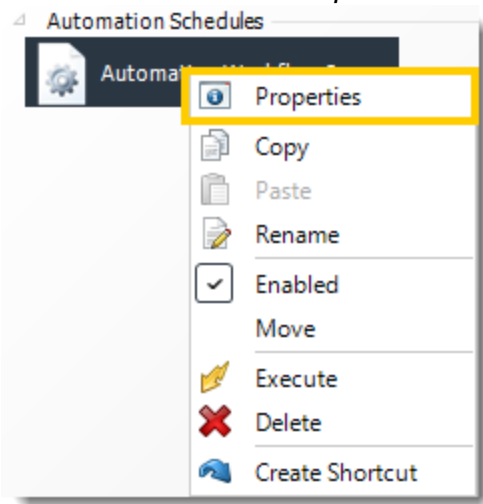 Automation Schedules
Properties
Copy
Paste
Rename
Enabled
Move
Execute
Delete
Create Shortcut